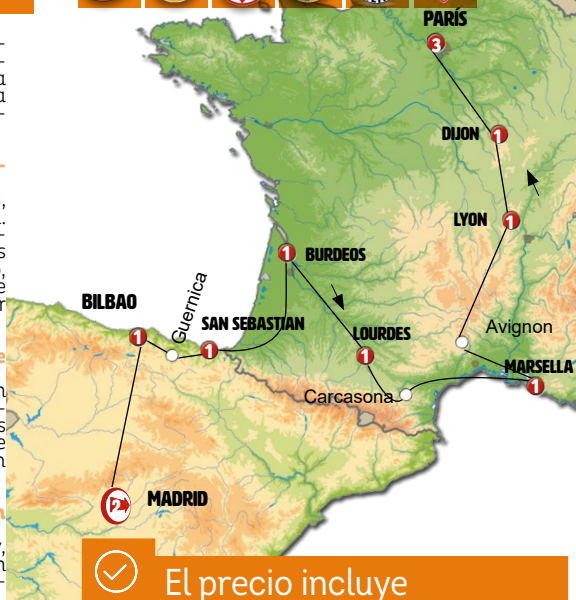 PARÍS
3
DIJON
1
LYON
1
1
BURDEOS
Guernica
BILBAO
SAN SEBASTIAN
1
1
LOURDES
1
Avignon
MARSELLA
1
Carcasona
2
MADRID
El precio incluye